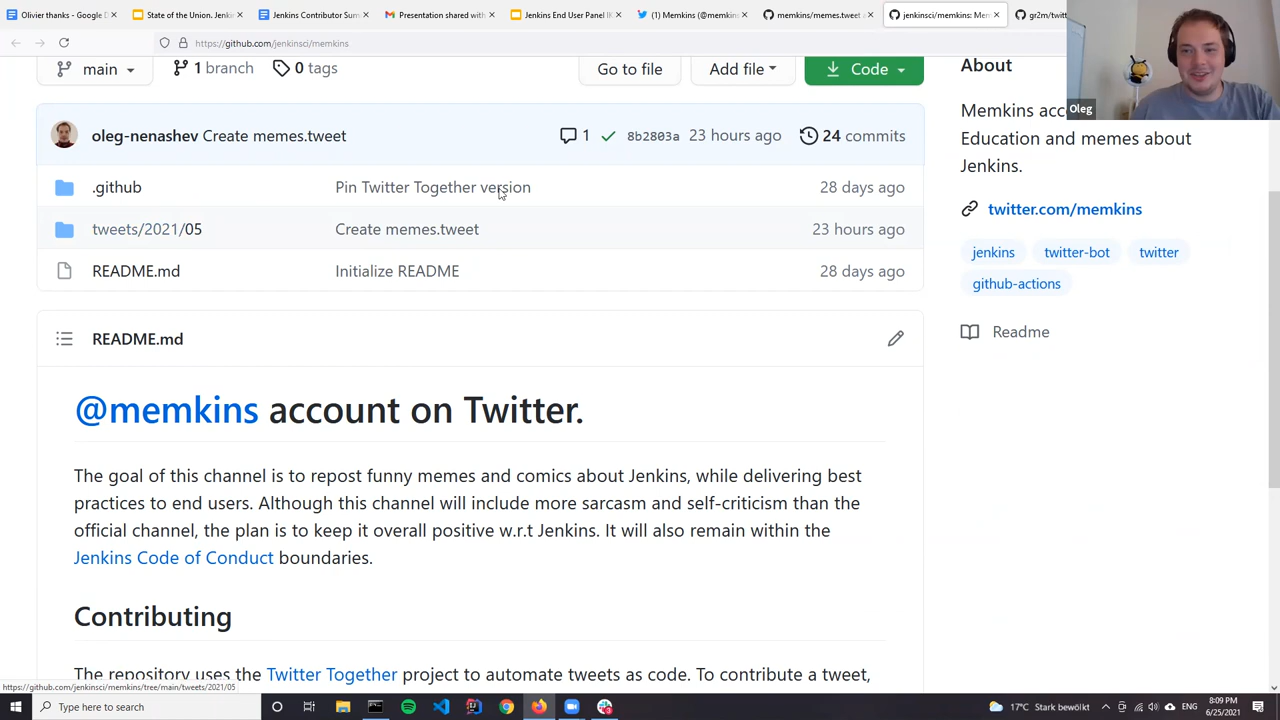 Olivier thanks - Google D
State of the Union. Jenki
Jenkins Contributor Sum
Presentation shared with
Jenkins End User Panel I
(1) Memkins (@memki
memkins/memes.tweet a
jenkinsci/memkins: Mem
gr2m/twitt
https://github.com/jenkinsci/memkins
main
1 branch
0 tags
Go to file
Add file
Code
About
Oleg
Memkins acc
Education and memes about
Jenkins.
twitter.com/memkins
jenkins
twitter-bot
twitter
github-actions
Readme
oleg-nenashev Create memes.tweet
1
8b2803a
23 hours ago
24 commits
.github
Pin Twitter Together version
28 days ago
tweets/2021/05
Create memes.tweet
23 hours ago
README.md
Initialize README
28 days ago
README.md
@memkins account on Twitter.
The goal of this channel is to repost funny memes and comics about Jenkins, while delivering best
practices to end users. Although this channel will include more sarcasm and self-criticism than the
official channel, the plan is to keep it overall positive w.r.t Jenkins. It will also remain within the
Jenkins Code of Conduct boundaries.
Contributing
The repository uses the Twitter Together project to automate tweets as code. To contribute a tweet,
https://github.com/jenkinsci/memkins/tree/main/tweets/2021/05
Type here to search
17°C Stark bewölkt
ENG
8:09 PM
6/25/2021